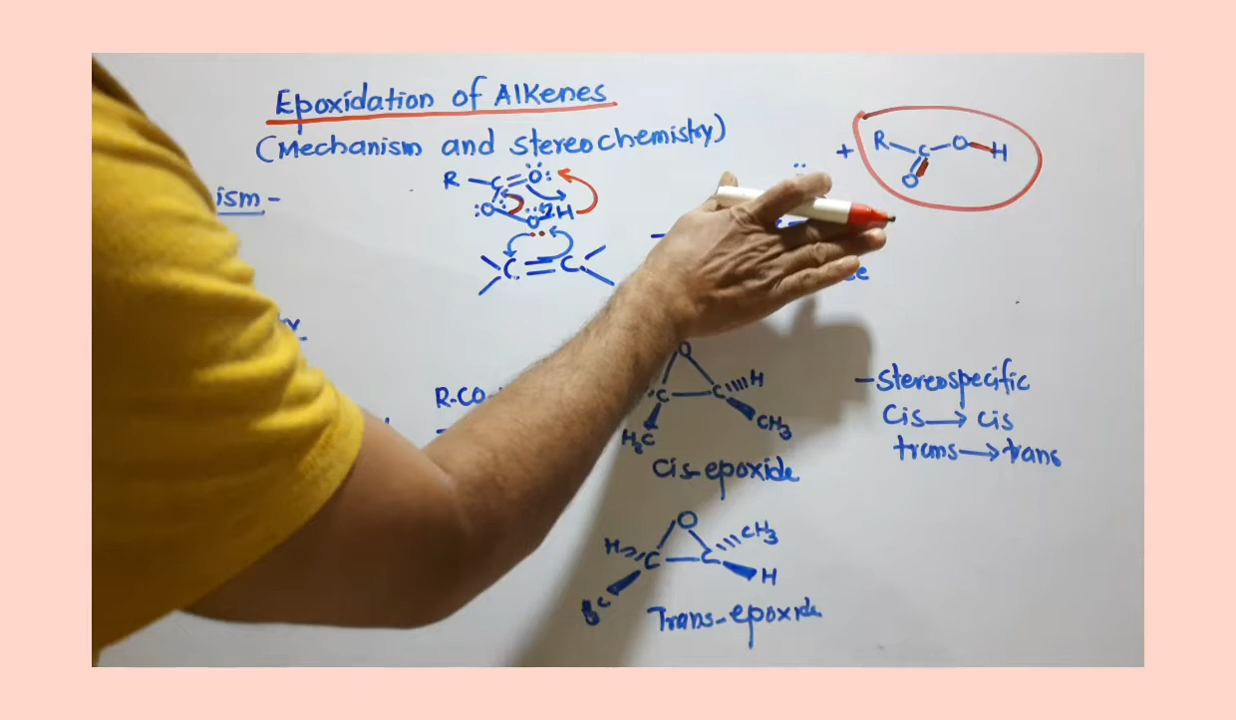 Epoxidation of Alkenes
(Mechanism and stereochemistry)
ism -
R - C = O:
:O O H
C = C
+ R - C - O - H
O
R-CO
O
C - C H
H3C CH3
Cis-epoxide
- Stereospecific
Cis → cis
trans → trans
O
H C - C CH3
H
Trans-epoxide